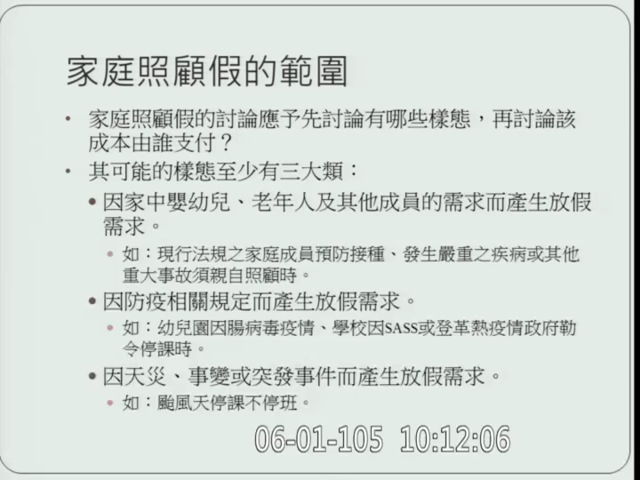 家庭照顧假的範圍
• 家庭照顧假的討論應予先討論有哪些樣態，再討論該
成本由誰支付？
• 其可能的樣態至少有三大類：
• 因家中嬰幼兒、老年人及其他成員的需求而產生放假
需求。
• 如：現行法規之家庭成員預防接種、發生嚴重之疾病或其他
重大事故須親自照顧時。
• 因防疫相關規定而產生放假需求。
• 如：幼兒園因腸病毒疫情、學校因SASS或登革熱疫情政府勒
令停課時。
• 因天災、事變或突發事件而產生放假需求。
• 如：颱風天停課不停班。
06-01-105 10:12:06